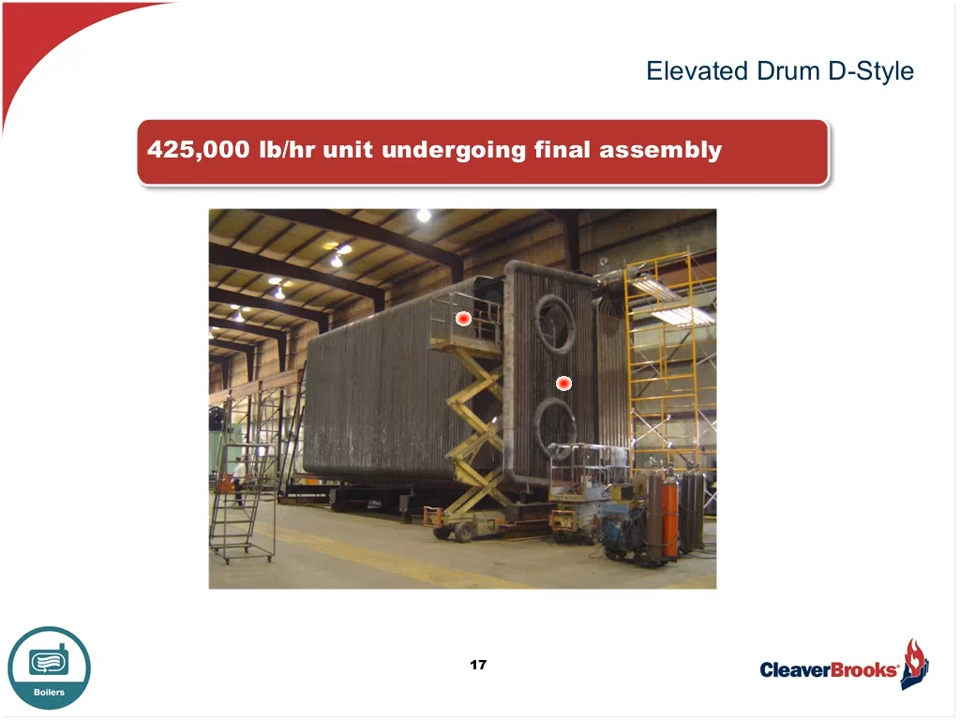 Elevated Drum D-Style
425,000 lb/hr unit undergoing final assembly
Boilers
17
CleaverBrooks®